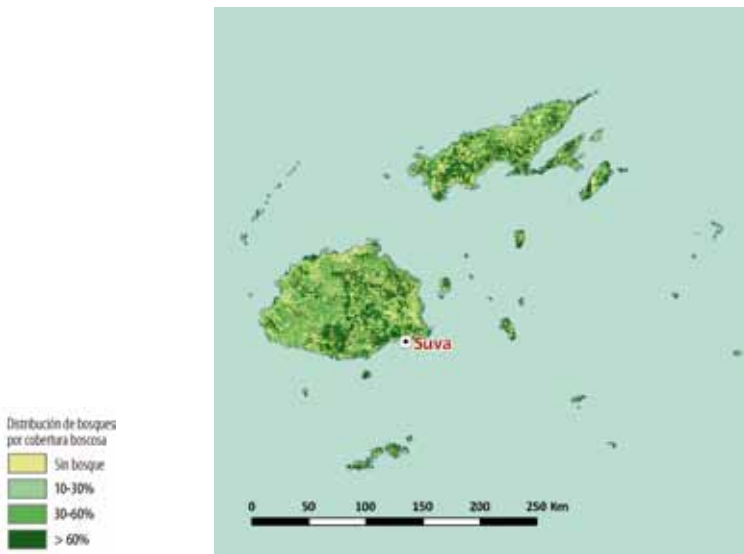 Suva
0 50 100 150 200 250 Km
Distribución de bosques
por cobertura boscosa
Sin bosque
10-30%
30-60%
> 60%